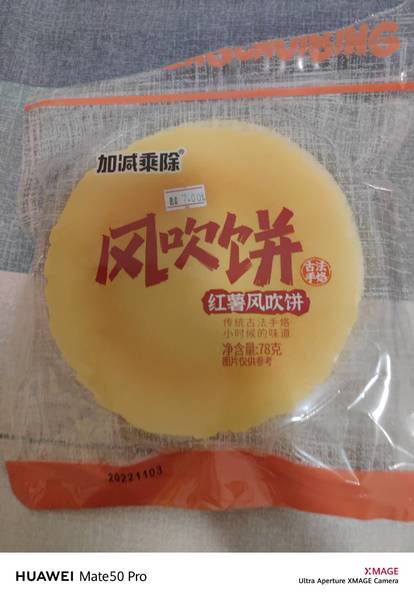 加减乘除®
风吹饼
古法
手烙
红薯风吹饼
传统古法手烙
小时候的味道
净含量:78克
图片仅供参考
20221103
HUAWEI Mate50 Pro
XMAGE
Ultra Aperture XMAGE Camera